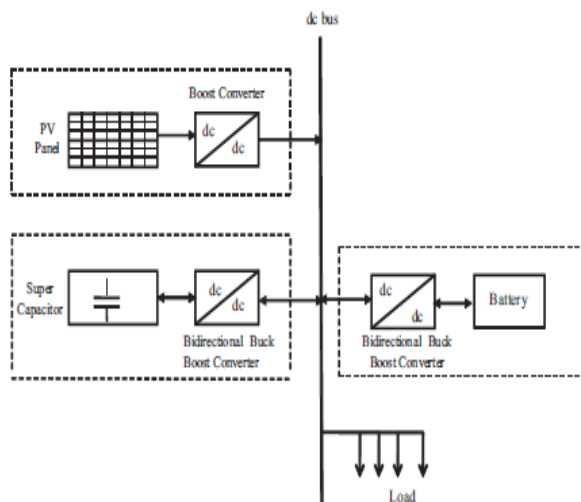 dc bus
Boost Converter
PV
Panel
dc
dc
Super
Capacitor
dc
dc
Bidirectional Buck
Boost Converter
dc
dc
Battery
Bidirectional Buck
Boost Converter
Load